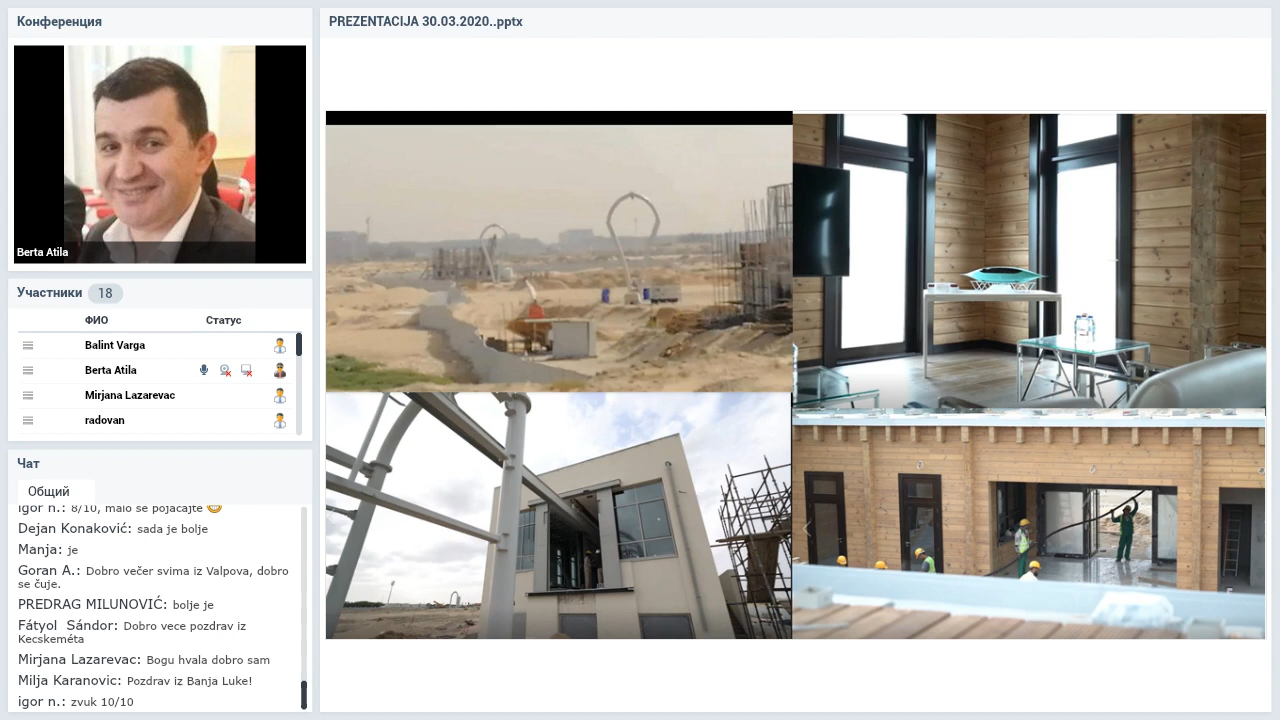 Конференция
Berta Atila
Участники 18
ФИО Статус
Balint Varga
Berta Atila
Mirjana Lazarevac
radovan
Чат
Общий
igor n.: 8/10, malo se pojacajte
Dejan Konaković: sada je bolje
Manja: je
Goran A.: Dobro večer svima iz Valpova, dobro
se čuje.
PREDRAG MILUNOVIĆ: bolje je
Fátyol Sándor: Dobro vece pozdrav iz
Kecskeméta
Mirjana Lazarevac: Bogu hvala dobro sam
Milja Karanovic: Pozdrav iz Banja Luke!
igor n.: zvuk 10/10
PREZENTACIJA 30.03.2020..pptx